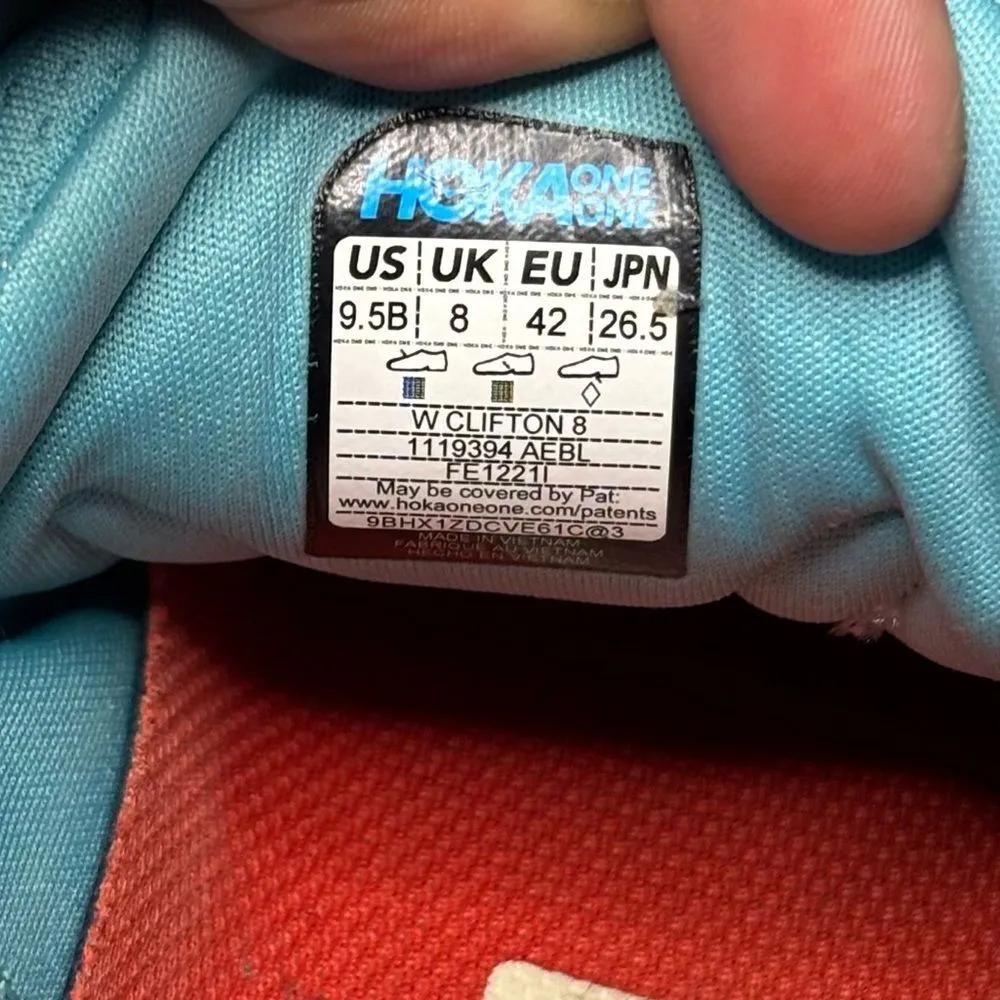 HOKA ONE ONE
US UK EU JPN
9.5B 8 42 26.5
W CLIFTON 8
1119394 AEBL
FE1221I
May be covered by Pat:
www.hokaoneone.com/patents
9BHX1ZDCVE61C@3
MADE IN VIETNAM
FABRIQUE AU VIETNAM
HECHO EN VIETNAM